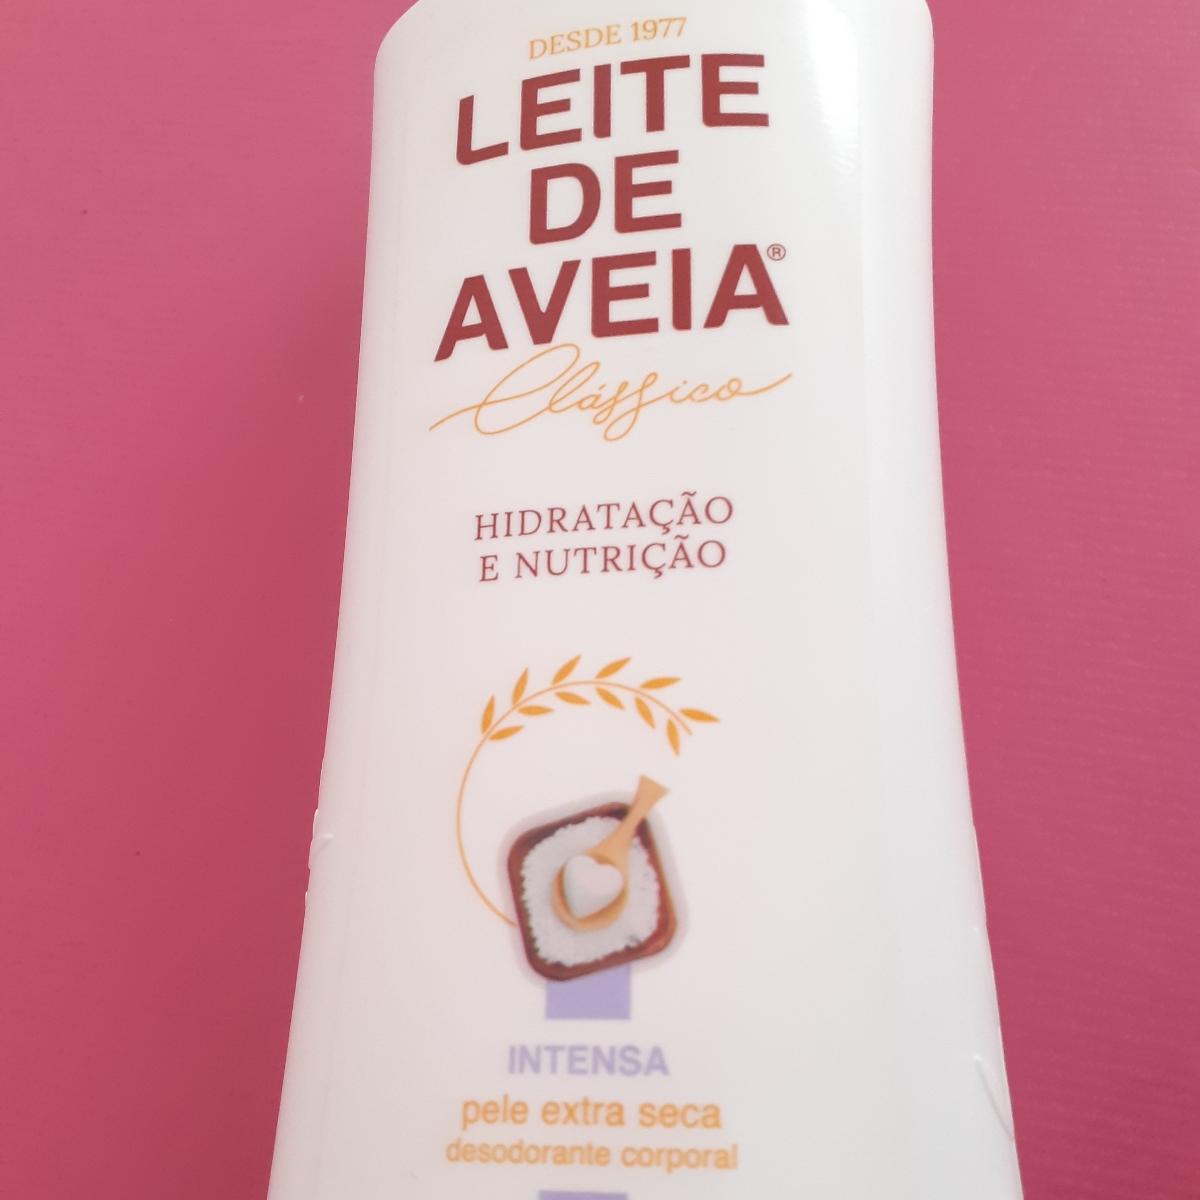 DESDE 1977
LEITE
DE
AVEIA®
Clássico
HIDRATAÇÃO
E NUTRIÇÃO
INTENSA
pele extra seca
desodorante corporal